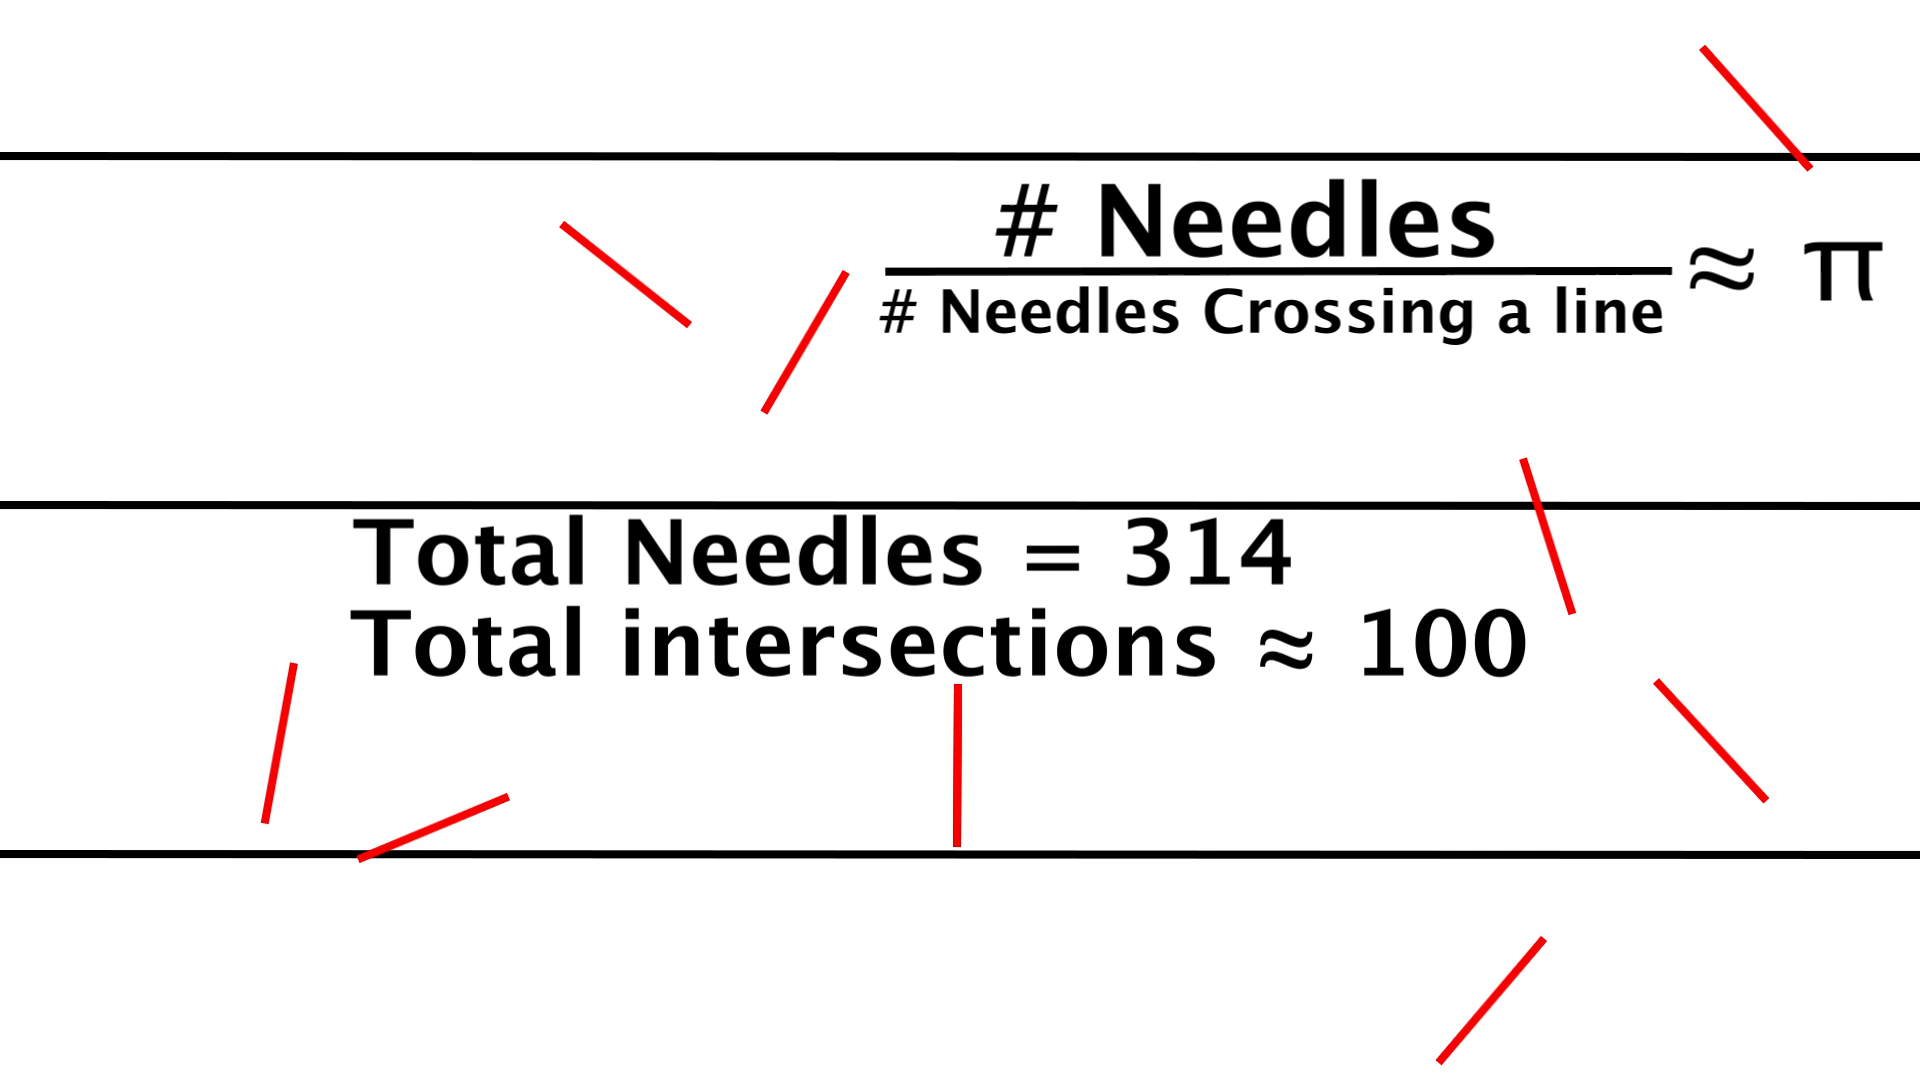 # Needles
# Needles Crossing a line
≈ π
Total Needles = 314
Total intersections ≈ 100